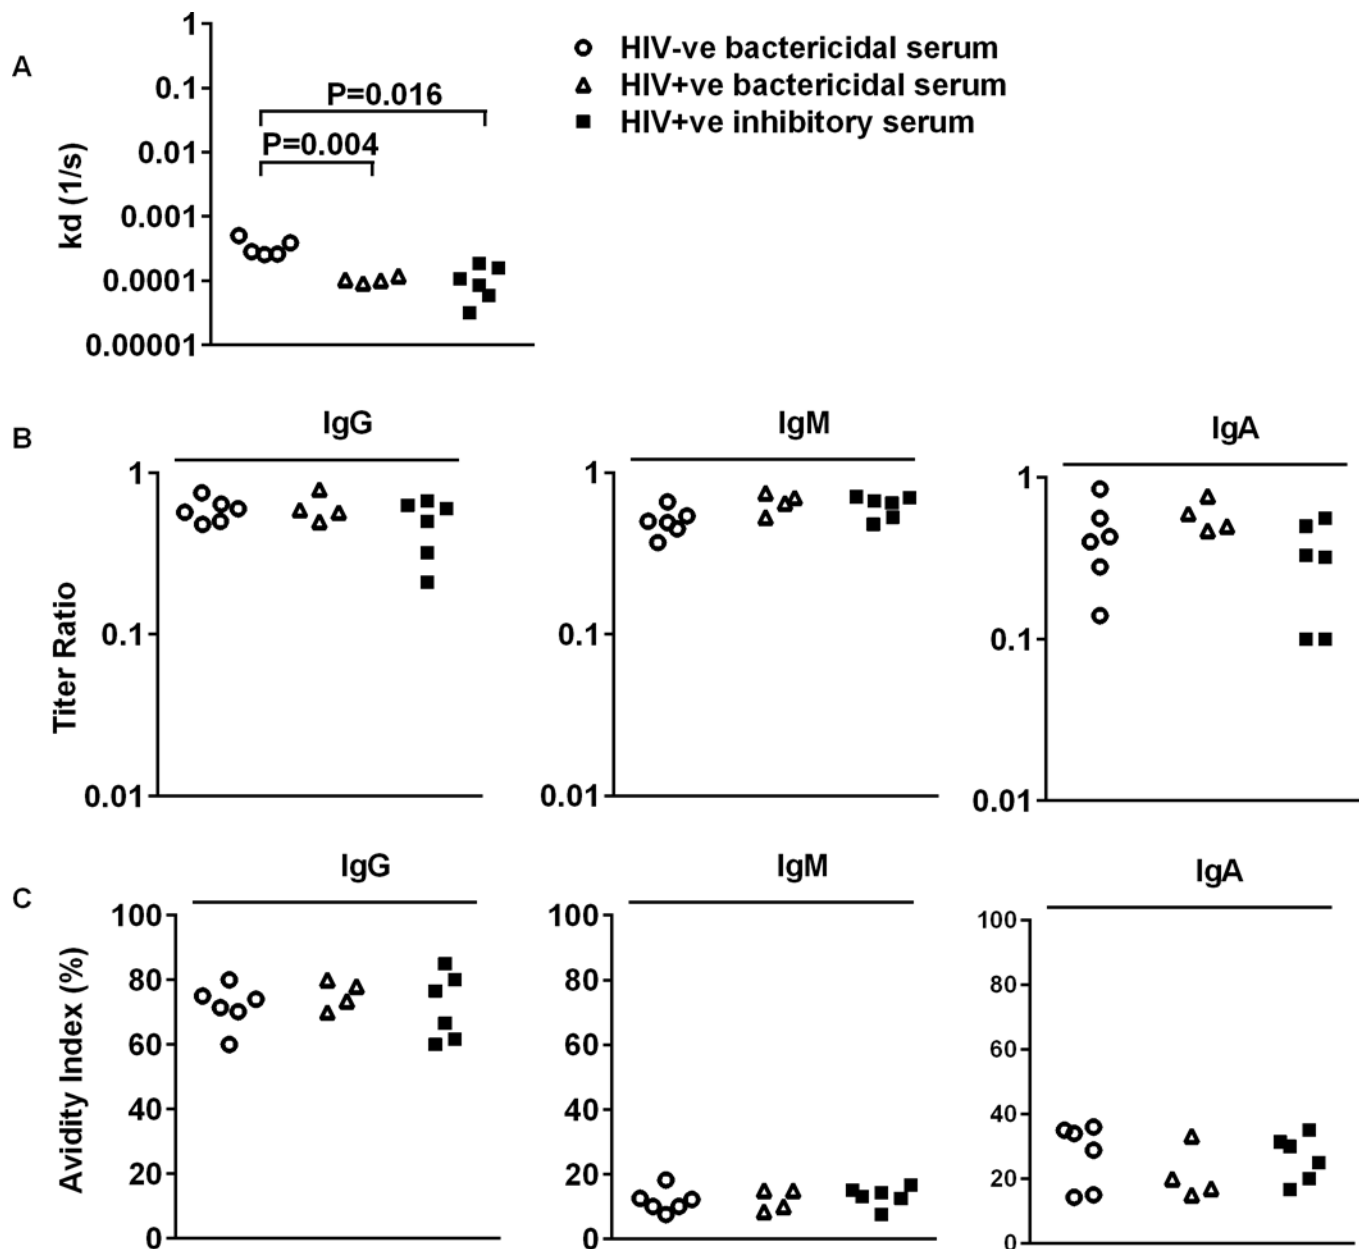 A
1
0.1
0.01
0.001
0.0001
0.00001
kd (1/s)
P=0.016
P=0.004
HIV-ve bactericidal serum
HIV+ve bactericidal serum
HIV+ve inhibitory serum
B
Titer Ratio
IgG
1
0.1
0.01
IgM
1
0.1
0.01
IgA
1
0.1
0.01
C
Avidity Index (%)
IgG
100
80
60
40
20
0
IgM
100
80
60
40
20
0
IgA
100
80
60
40
20
0